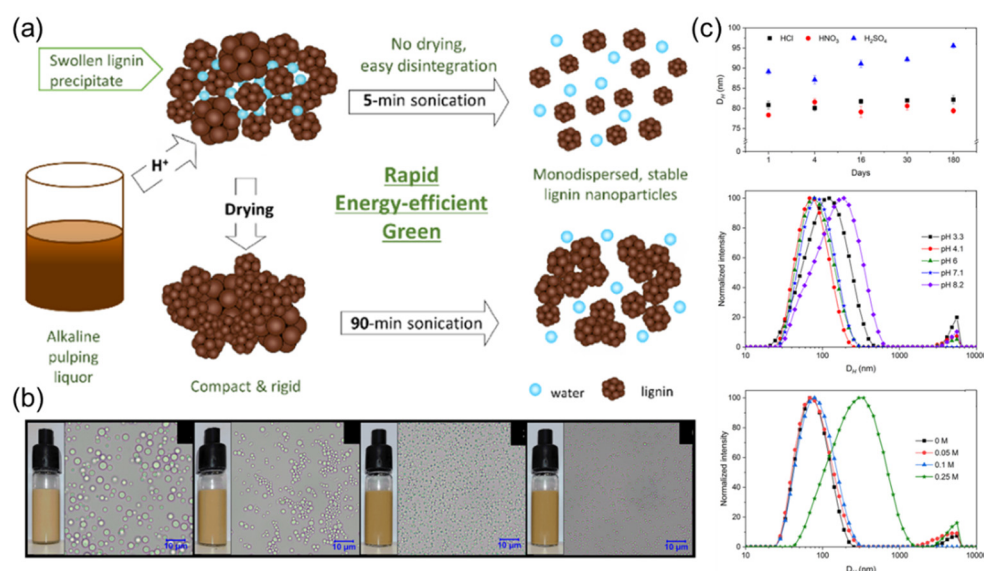 (a)
Swollen lignin
precipitate
No drying,
easy disintegration
5-min sonication
H⁺
Drying
Rapid
Energy-efficient
Green
Monodispersed, stable
lignin nanoparticles
90-min sonication
Alkaline
pulping
liquor
Compact & rigid
water
lignin
(b)
10 μm
10 μm
10 μm
10 μm
(c)
HCl HNO₃ H₂SO₄
D_H (nm)
95
90
85
80
75
0
1 4 16 30 180
Days
Normalized intensity
100
80
60
40
20
0
pH 3.3
pH 4.1
pH 6
pH 7.1
pH 8.2
10 100 1000 10000
D_H (nm)
Normalized intensity
100
80
60
40
20
0
0 M
0.05 M
0.1 M
0.25 M
10 100 1000 10000
D_H (nm)